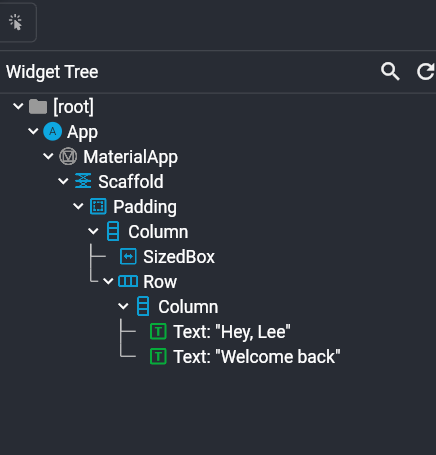 Widget Tree
[root]
A App
MaterialApp
Scaffold
Padding
Column
SizedBox
Row
Column
T Text: "Hey, Lee"
T Text: "Welcome back"